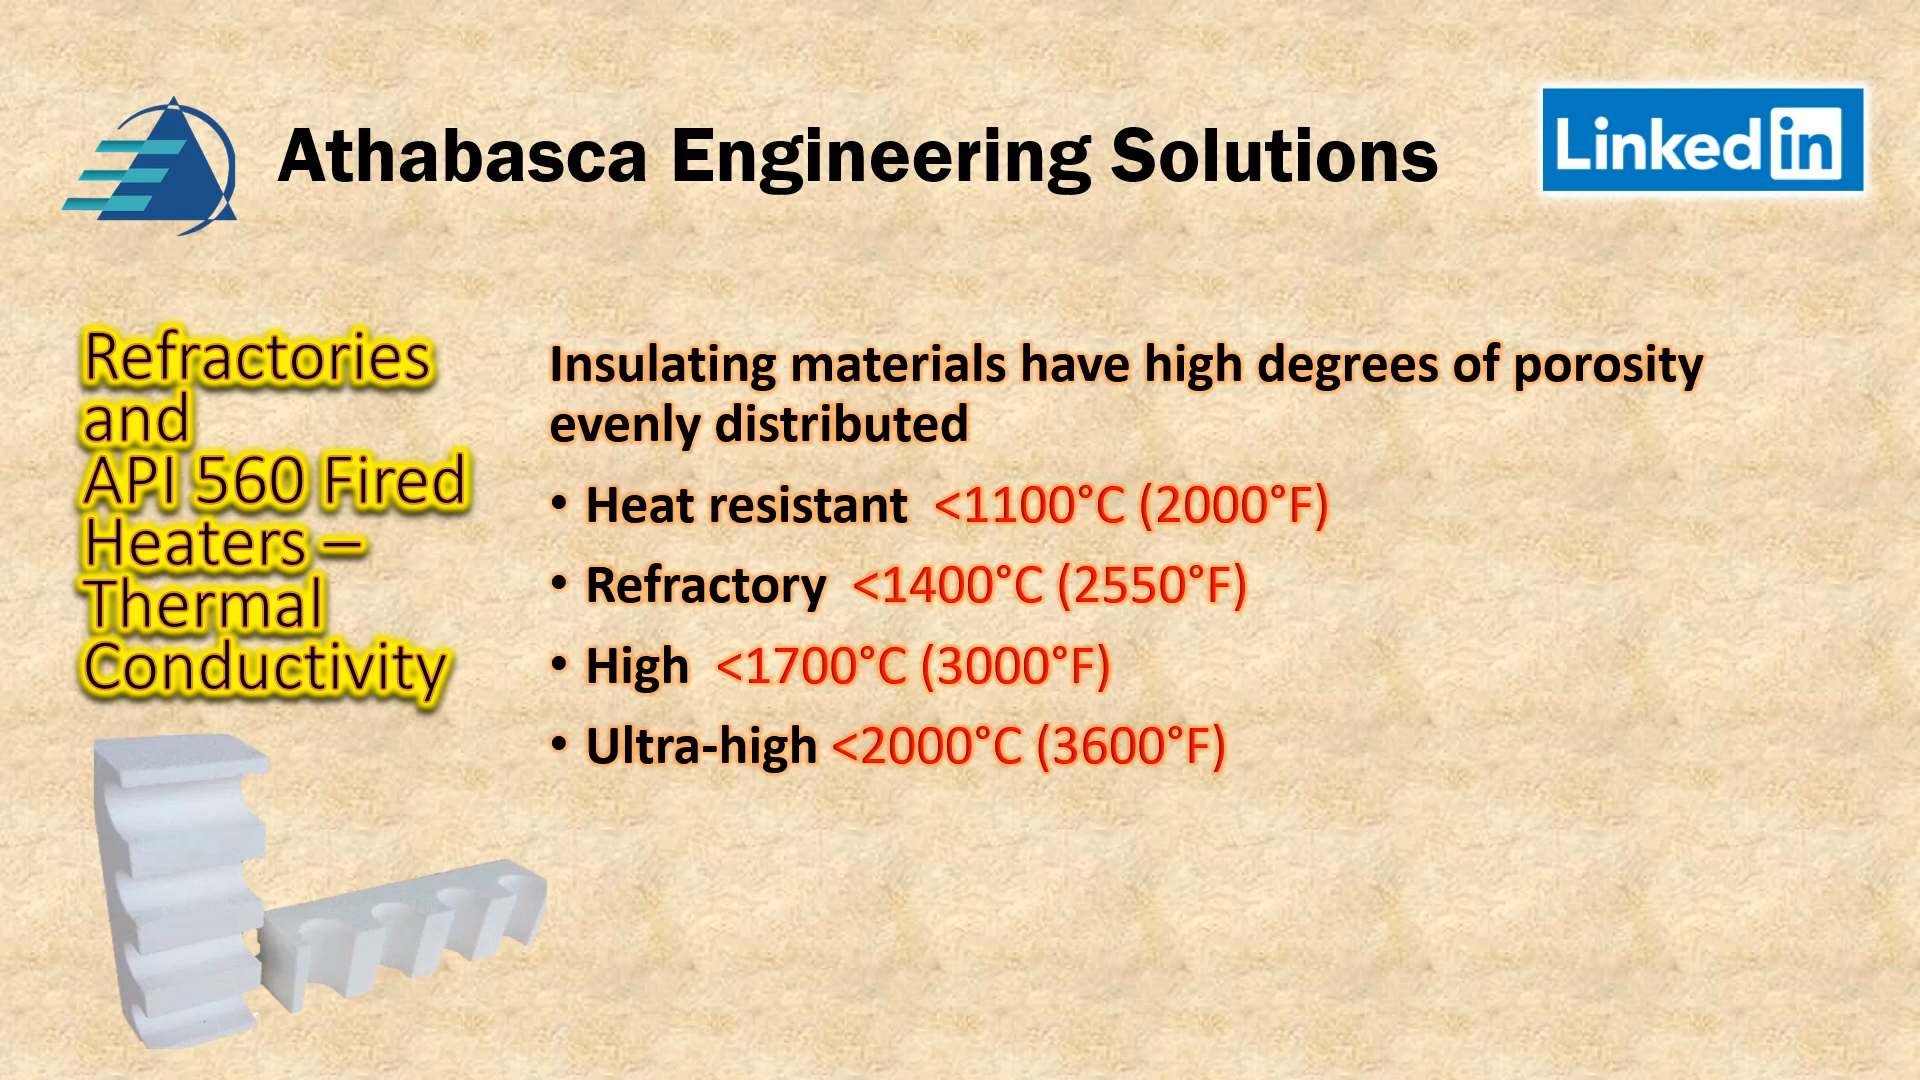 Athabasca Engineering Solutions
Linked in
Refractories
and
API 560 Fired
Heaters –
Thermal
Conductivity
Insulating materials have high degrees of porosity
evenly distributed
• Heat resistant <1100°C (2000°F)
• Refractory <1400°C (2550°F)
• High <1700°C (3000°F)
• Ultra-high <2000°C (3600°F)